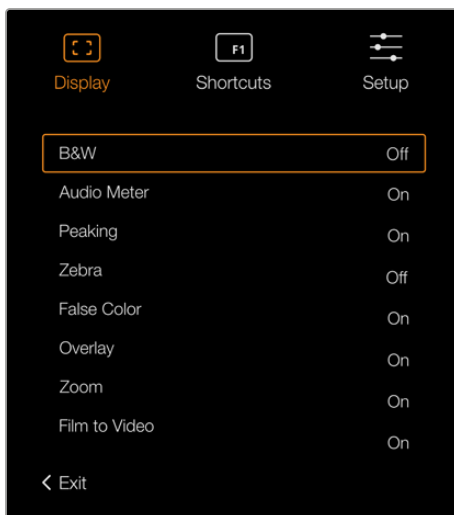 F1
Display Shortcuts Setup
B&W Off
Audio Meter On
Peaking On
Zebra Off
False Color On
Overlay On
Zoom On
Film to Video On
Exit